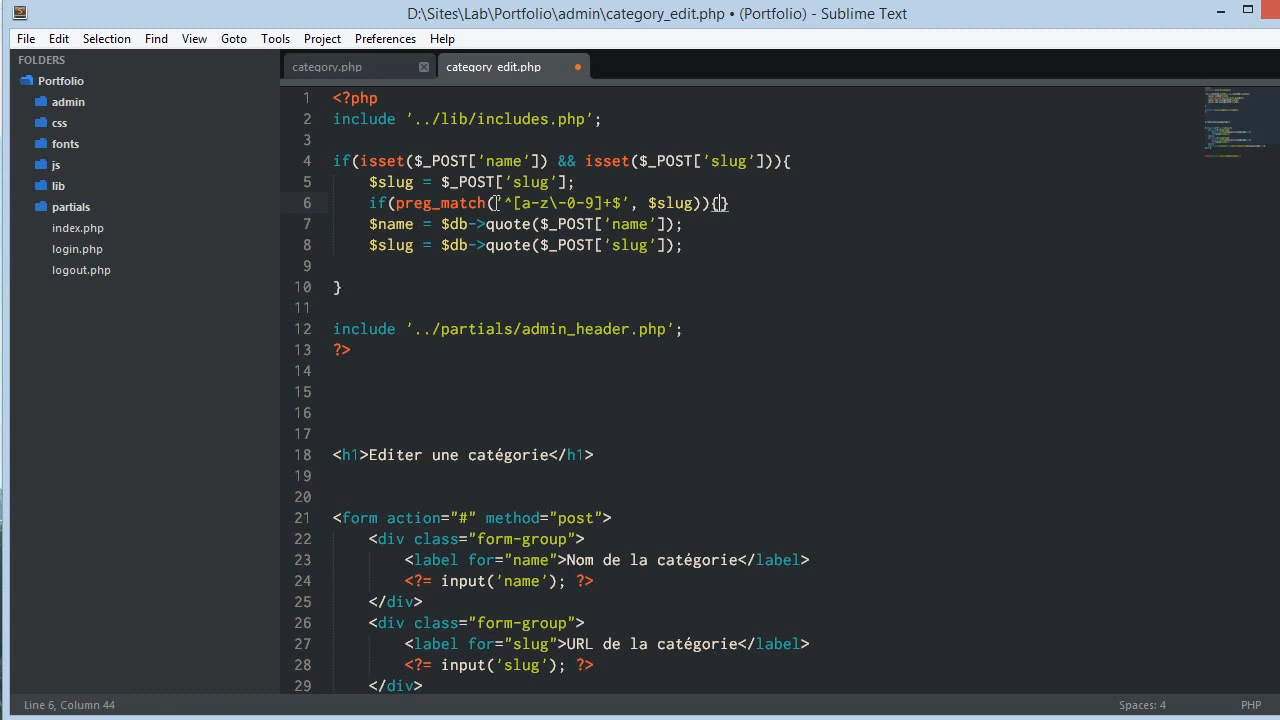 D:\Sites\Lab\Portfolio\admin\category_edit.php • (Portfolio) - Sublime Text
File Edit Selection Find View Goto Tools Project Preferences Help
FOLDERS
Portfolio
admin
css
fonts
js
lib
partials
index.php
login.php
logout.php
category.php
category_edit.php
1 <?php
2 include '../lib/includes.php';
3
4 if(isset($_POST['name']) && isset($_POST['slug'])){
5 $slug = $_POST['slug'];
6 if(preg_match('^[a-z\-0-9]+$', $slug)){}
7 $name = $db->quote($_POST['name']);
8 $slug = $db->quote($_POST['slug']);
9
10 }
11
12 include '../partials/admin_header.php';
13 ?>
14
15
16
17
18 <h1>Editer une catégorie</h1>
19
20
21 <form action="#" method="post">
22 <div class="form-group">
23 <label for="name">Nom de la catégorie</label>
24 <?= input('name'); ?>
25 </div>
26 <div class="form-group">
27 <label for="slug">URL de la catégorie</label>
28 <?= input('slug'); ?>
29 </div>
Line 6, Column 44
Spaces: 4
PHP